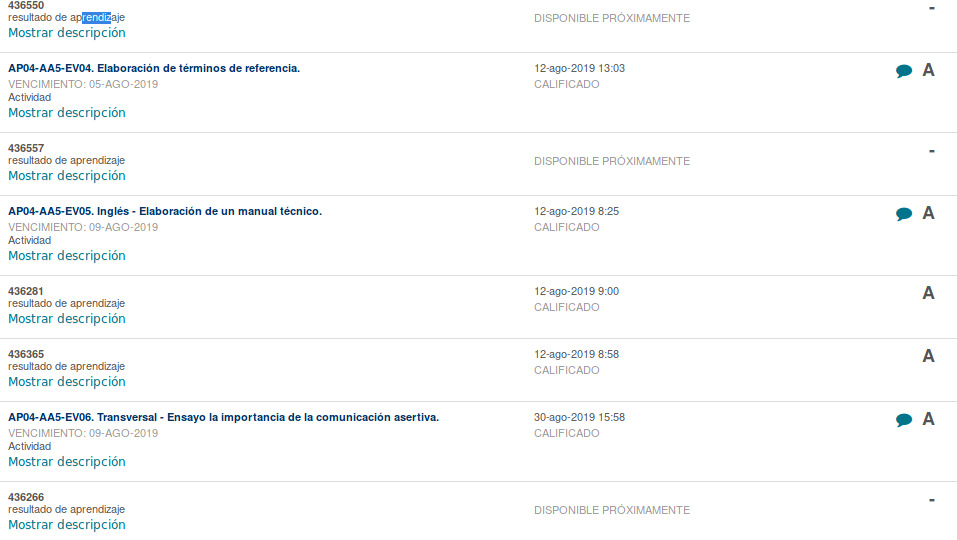 436550
resultado de aprendizaje
DISPONIBLE PRÓXIMAMENTE
-
Mostrar descripción
AP04-AA5-EV04. Elaboración de términos de referencia.
12-ago-2019 13:03
A
VENCIMIENTO: 05-AGO-2019
CALIFICADO
Actividad
Mostrar descripción
436557
resultado de aprendizaje
DISPONIBLE PRÓXIMAMENTE
-
Mostrar descripción
AP04-AA5-EV05. Inglés - Elaboración de un manual técnico.
12-ago-2019 8:25
A
VENCIMIENTO: 09-AGO-2019
CALIFICADO
Actividad
Mostrar descripción
436281
12-ago-2019 9:00
A
resultado de aprendizaje
CALIFICADO
Mostrar descripción
436365
12-ago-2019 8:58
A
resultado de aprendizaje
CALIFICADO
Mostrar descripción
AP04-AA5-EV06. Transversal - Ensayo la importancia de la comunicación asertiva.
30-ago-2019 15:58
A
VENCIMIENTO: 09-AGO-2019
CALIFICADO
Actividad
Mostrar descripción
436266
resultado de aprendizaje
DISPONIBLE PRÓXIMAMENTE
-
Mostrar descripción